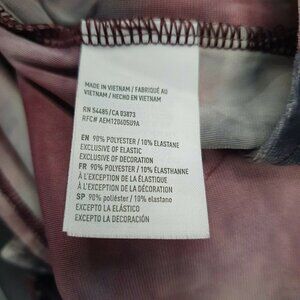 MADE IN VIETNAM / FABRIQUÉ AU
VIETNAM / HECHO EN VIETNAM
RN 54485/CA 03873
RFC# AEM120605U9A
EN 90% POLYESTER / 10% ELASTANE
EXCLUSIVE OF ELASTIC
EXCLUSIVE OF DECORATION
FR 90% POLYESTER / 10% ÉLASTHANNE
À L'EXCEPTION DE LA ÉLASTIQUE
À L'EXCEPTION DE LA DÉCORATION
SP 90% poliéster / 10% elastano
EXCEPTO LA ELÁSTICO
EXCEPTO LA DECORACIÓN